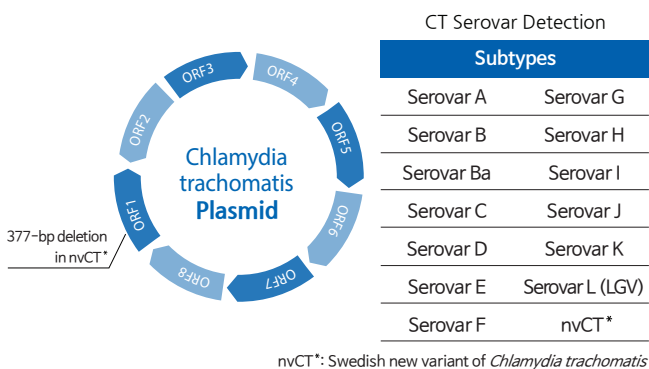 CT Serovar Detection
Subtypes
Serovar A Serovar G
Serovar B Serovar H
Serovar Ba Serovar I
Serovar C Serovar J
Serovar D Serovar K
Serovar E Serovar L (LGV)
Serovar F nvCT*
ORF3
ORF4
ORF2
ORF5
Chlamydia
trachomatis
Plasmid
ORF1
ORF6
377-bp deletion
in nvCT*
ORF8
ORF7
nvCT*: Swedish new variant of Chlamydia trachomatis